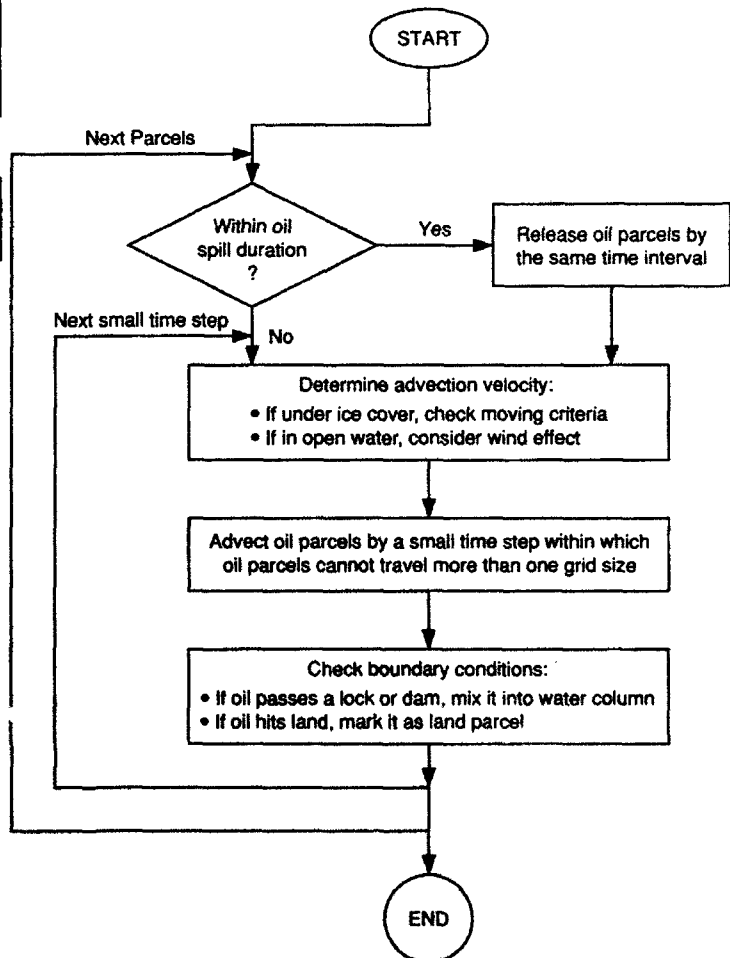 START
Next Parcels
Within oil
spill duration
?
Yes
Release oil parcels by
the same time interval
Next small time step
No
Determine advection velocity:
• If under ice cover, check moving criteria
• If in open water, consider wind effect
Advect oil parcels by a small time step within which
oil parcels cannot travel more than one grid size
Check boundary conditions:
• If oil passes a lock or dam, mix it into water column
• If oil hits land, mark it as land parcel
END